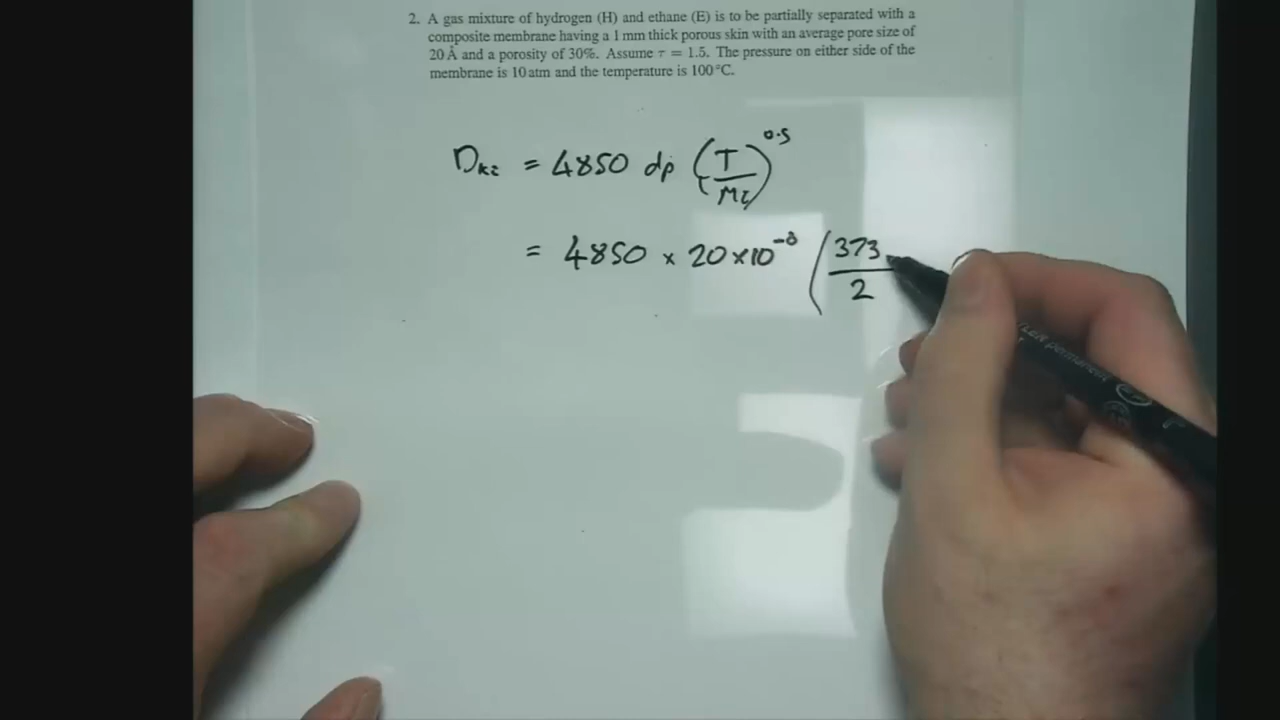 2. A gas mixture of hydrogen (H) and ethane (E) is to be partially separated with a
composite membrane having a 1 mm thick porous skin with an average pore size of
20 Å and a porosity of 30%. Assume τ = 1.5. The pressure on either side of the
membrane is 10 atm and the temperature is 100 °C.
D_{Ki} = 4850 dp (T/Mi)^{0.5}
= 4850 × 20×10^{-8} (373/2
permanent